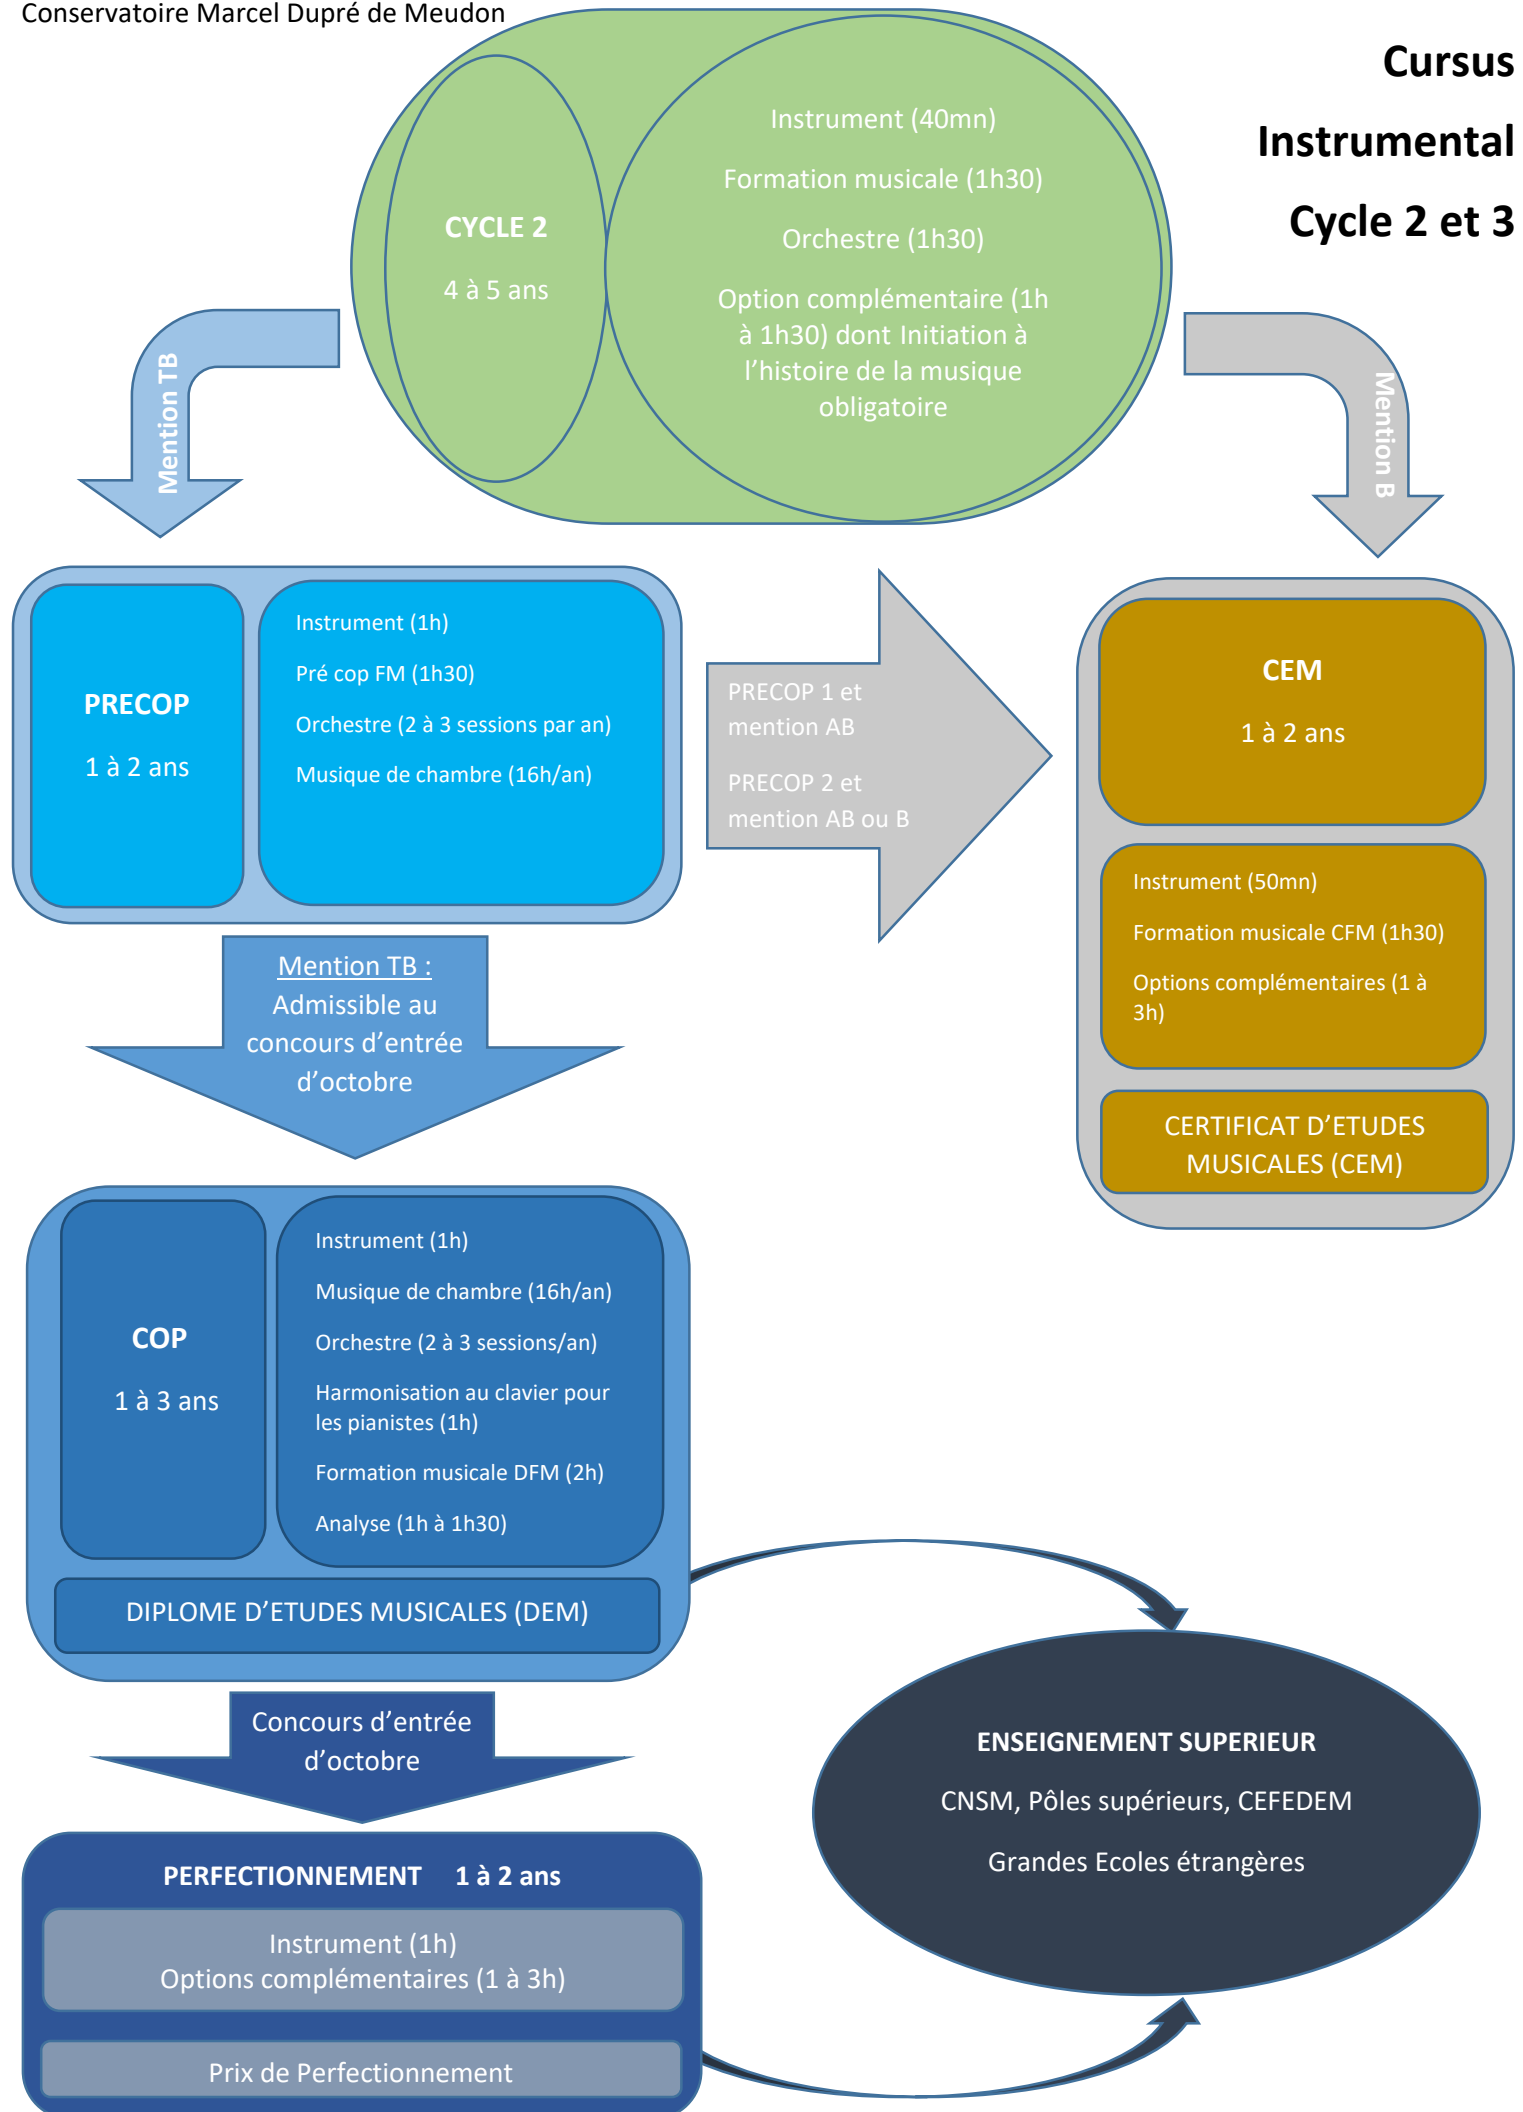 Conservatoire Marcel Dupré de Meudon
Cursus
Instrumental
Cycle 2 et 3
CYCLE 2
4 à 5 ans
Instrument (40mn)
Formation musicale (1h30)
Orchestre (1h30)
Option complémentaire (1h
à 1h30) dont Initiation à
l’histoire de la musique
obligatoire
Mention TB
Mention B
PRECOP
1 à 2 ans
Instrument (1h)
Pré cop FM (1h30)
Orchestre (2 à 3 sessions par an)
Musique de chambre (16h/an)
PRECOP 1 et
mention AB
PRECOP 2 et
mention AB ou B
CEM
1 à 2 ans
Instrument (50mn)
Formation musicale CFM (1h30)
Options complémentaires (1 à
3h)
CERTIFICAT D’ETUDES
MUSICALES (CEM)
Mention TB :
Admissible au
concours d’entrée
d’octobre
COP
1 à 3 ans
Instrument (1h)
Musique de chambre (16h/an)
Orchestre (2 à 3 sessions/an)
Harmonisation au clavier pour
les pianistes (1h)
Formation musicale DFM (2h)
Analyse (1h à 1h30)
DIPLOME D’ETUDES MUSICALES (DEM)
Concours d’entrée
d’octobre
ENSEIGNEMENT SUPERIEUR
CNSM, Pôles supérieurs, CEFEDEM
Grandes Ecoles étrangères
PERFECTIONNEMENT 1 à 2 ans
Instrument (1h)
Options complémentaires (1 à 3h)
Prix de Perfectionnement